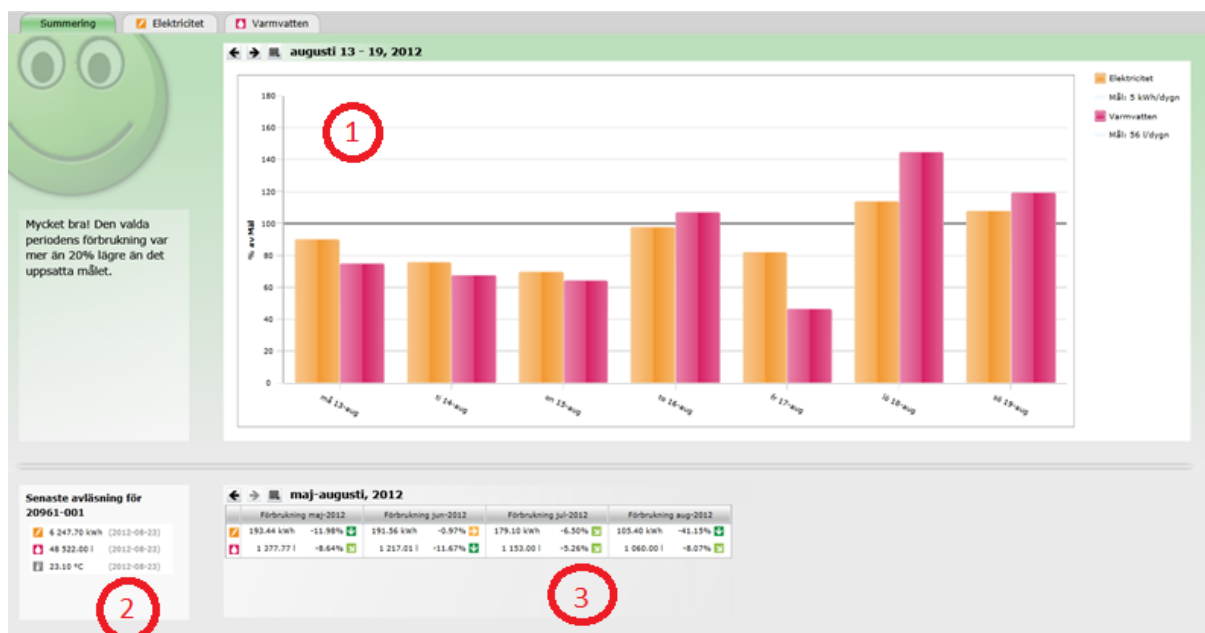 Summering
Elektricitet
Varmvatten
augusti 13 - 19, 2012
Mycket bra! Den valda
periodens förbrukning var
mer än 20% lägre än det
uppsatta målet.
% av Mål
180
160
140
120
100
80
60
40
20
0
må 13-aug
ti 14-aug
on 15-aug
to 16-aug
fr 17-aug
lö 18-aug
sö 19-aug
Elektricitet
Mål: 5 kWh/dygn
Varmvatten
Mål: 56 l/dygn
1
Senaste avläsning för
20961-001
6 247.70 kWh (2012-08-23)
48 522.00 l (2012-08-23)
23.10 °C (2012-08-23)
2
maj-augusti, 2012
Förbrukning maj-2012 Förbrukning jun-2012 Förbrukning jul-2012 Förbrukning aug-2012
193.44 kWh -11.98% 191.56 kWh -0.97% 179.10 kWh -6.50% 105.40 kWh -41.15%
1 377.77 l -8.64% 1 217.01 l -11.67% 1 153.00 l -5.26% 1 060.00 l -8.07%
3